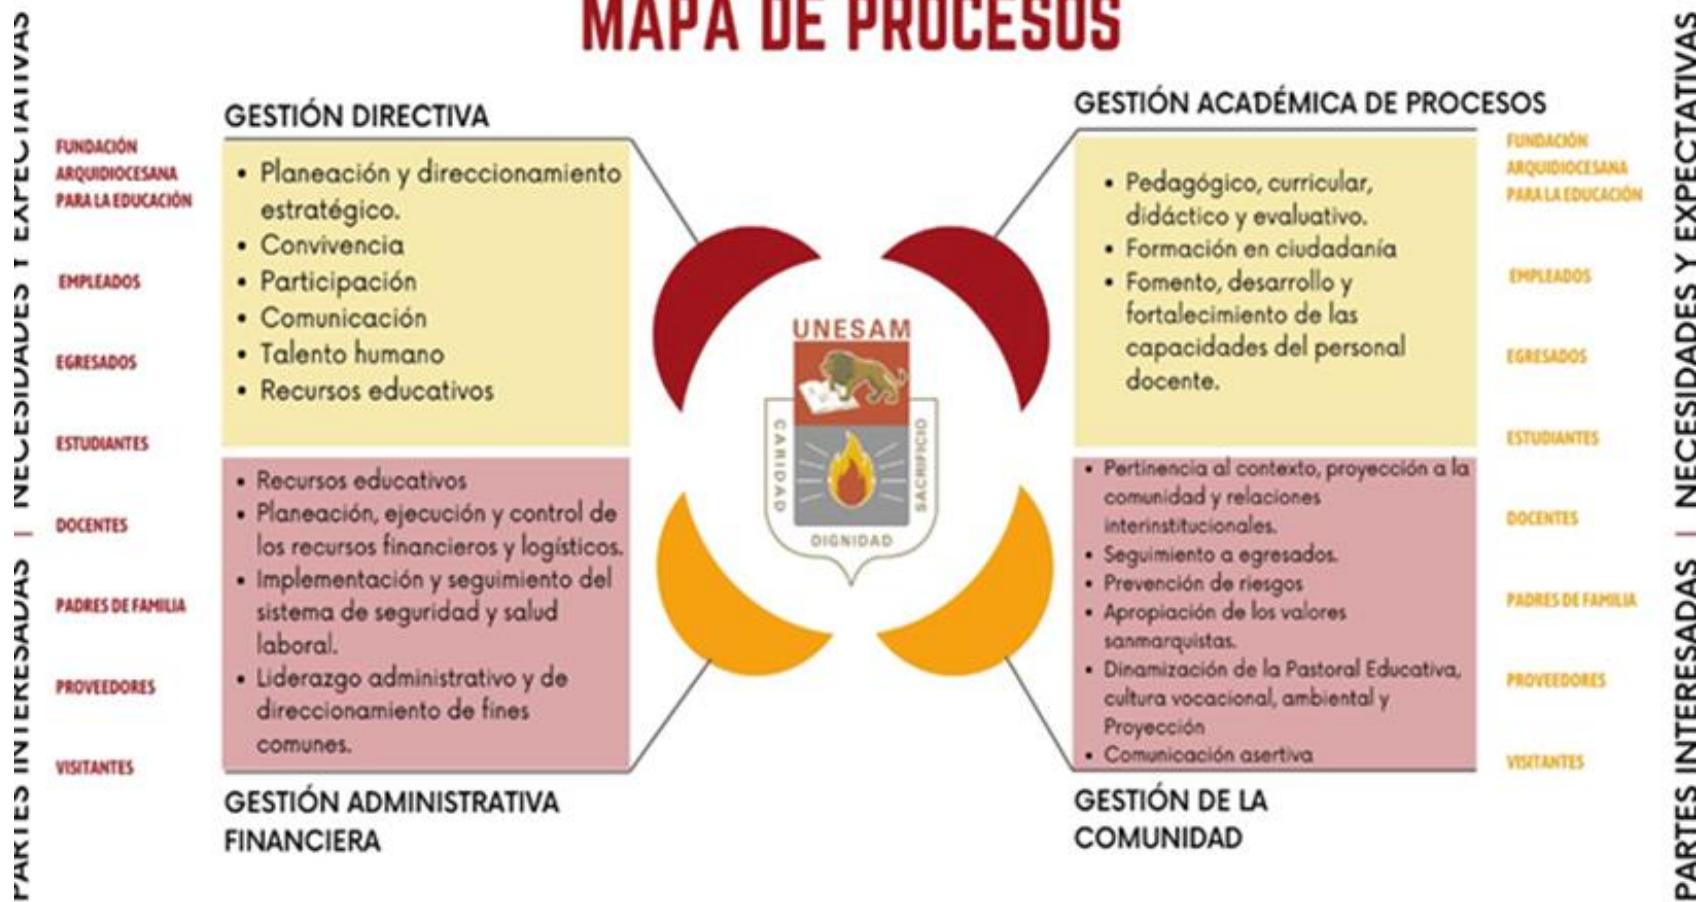 MAPA DE PROCESOS
PARTES INTERESADAS | NECESIDADES Y EXPECTATIVAS
FUNDACIÓN
ARQUIDIOCESANA
PARA LA EDUCACIÓN
EMPLEADOS
EGRESADOS
ESTUDIANTES
DOCENTES
PADRES DE FAMILIA
PROVEEDORES
VISITANTES
GESTIÓN DIRECTIVA
• Planeación y direccionamiento
estratégico.
• Convivencia
• Participación
• Comunicación
• Talento humano
• Recursos educativos
• Recursos educativos
• Planeación, ejecución y control de
los recursos financieros y logísticos.
• Implementación y seguimiento del
sistema de seguridad y salud
laboral.
• Liderazgo administrativo y de
direccionamiento de fines
comunes.
GESTIÓN ADMINISTRATIVA
FINANCIERA
UNESAM
CARIDAD
SACRIFICIO
DIGNIDAD
GESTIÓN ACADÉMICA DE PROCESOS
• Pedagógico, curricular,
didáctico y evaluativo.
• Formación en ciudadanía
• Fomento, desarrollo y
fortalecimiento de las
capacidades del personal
docente.
• Pertinencia al contexto, proyección a la
comunidad y relaciones
interinstitucionales.
• Seguimiento a egresados.
• Prevención de riesgos
• Apropiación de los valores
sanmarquistas.
• Dinamización de la Pastoral Educativa,
cultura vocacional, ambiental y
Proyección
• Comunicación asertiva
GESTIÓN DE LA
COMUNIDAD
FUNDACIÓN
ARQUIDIOCESANA
PARA LA EDUCACIÓN
EMPLEADOS
EGRESADOS
ESTUDIANTES
DOCENTES
PADRES DE FAMILIA
PROVEEDORES
VISITANTES
PARTES INTERESADAS | NECESIDADES Y EXPECTATIVAS